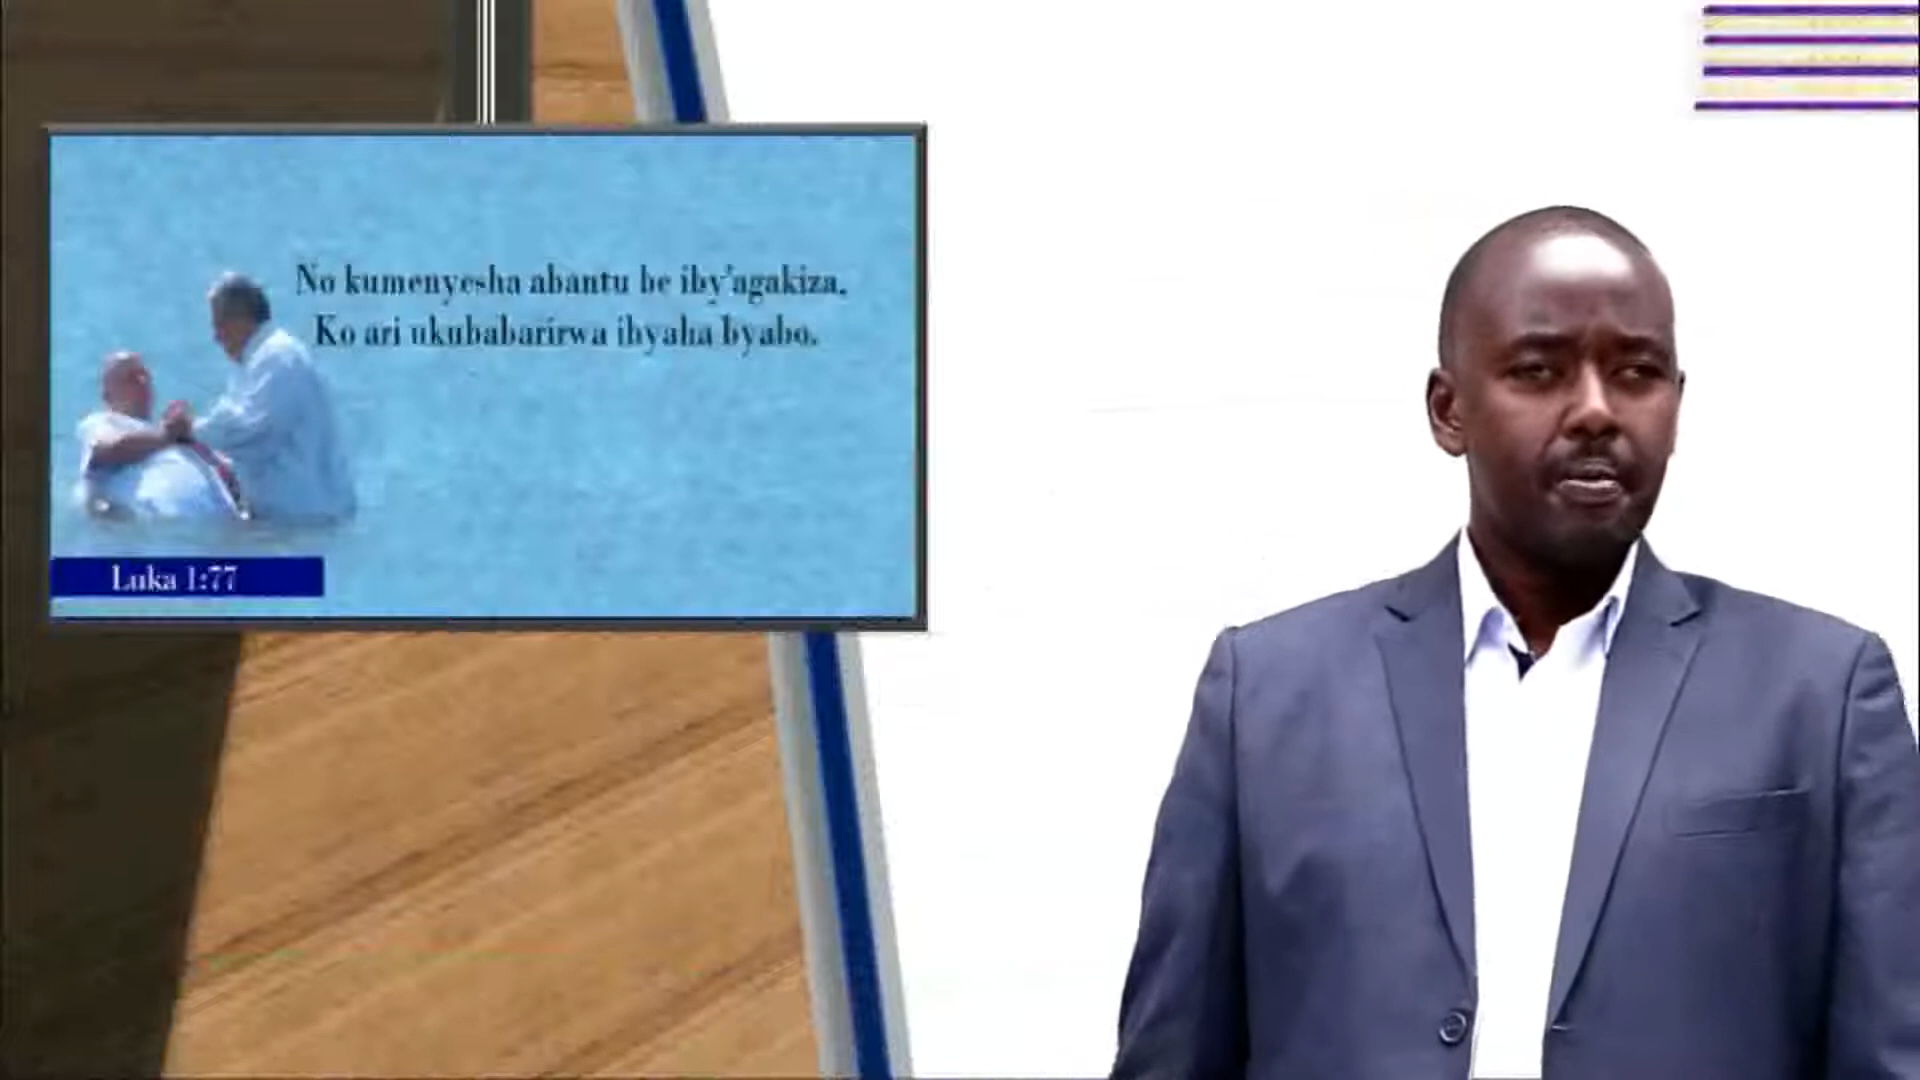 No kumenyesha abantu be iby'agakiza,
Ko ari ukubabarirwa ibyaha byabo.
Luka 1:77